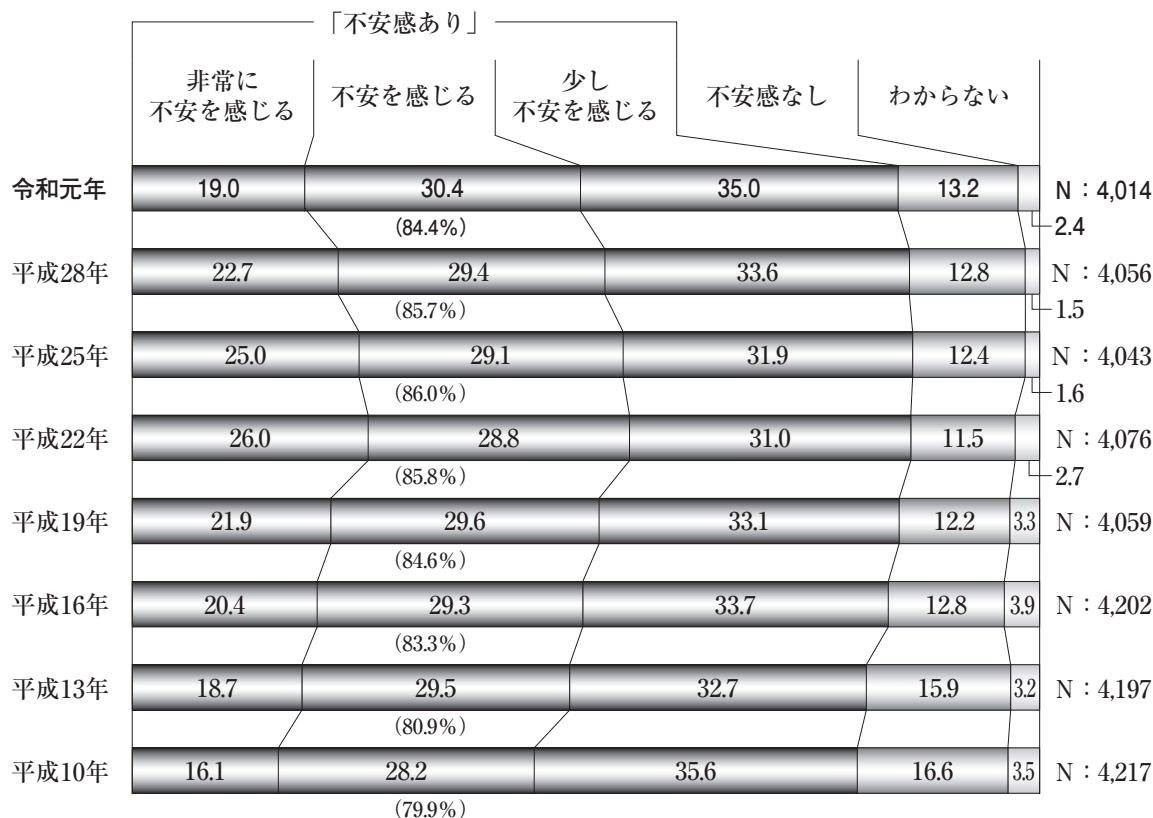 「不安感あり」
非常に
不安を感じる
不安を感じる
少し
不安を感じる
不安感なし
わからない
令和元年 19.0 30.4 35.0 13.2 N：4,014
(84.4%) 2.4
平成28年 22.7 29.4 33.6 12.8 N：4,056
(85.7%) 1.5
平成25年 25.0 29.1 31.9 12.4 N：4,043
(86.0%) 1.6
平成22年 26.0 28.8 31.0 11.5 N：4,076
(85.8%) 2.7
平成19年 21.9 29.6 33.1 12.2 3.3 N：4,059
(84.6%)
平成16年 20.4 29.3 33.7 12.8 3.9 N：4,202
(83.3%)
平成13年 18.7 29.5 32.7 15.9 3.2 N：4,197
(80.9%)
平成10年 16.1 28.2 35.6 16.6 3.5 N：4,217
(79.9%)